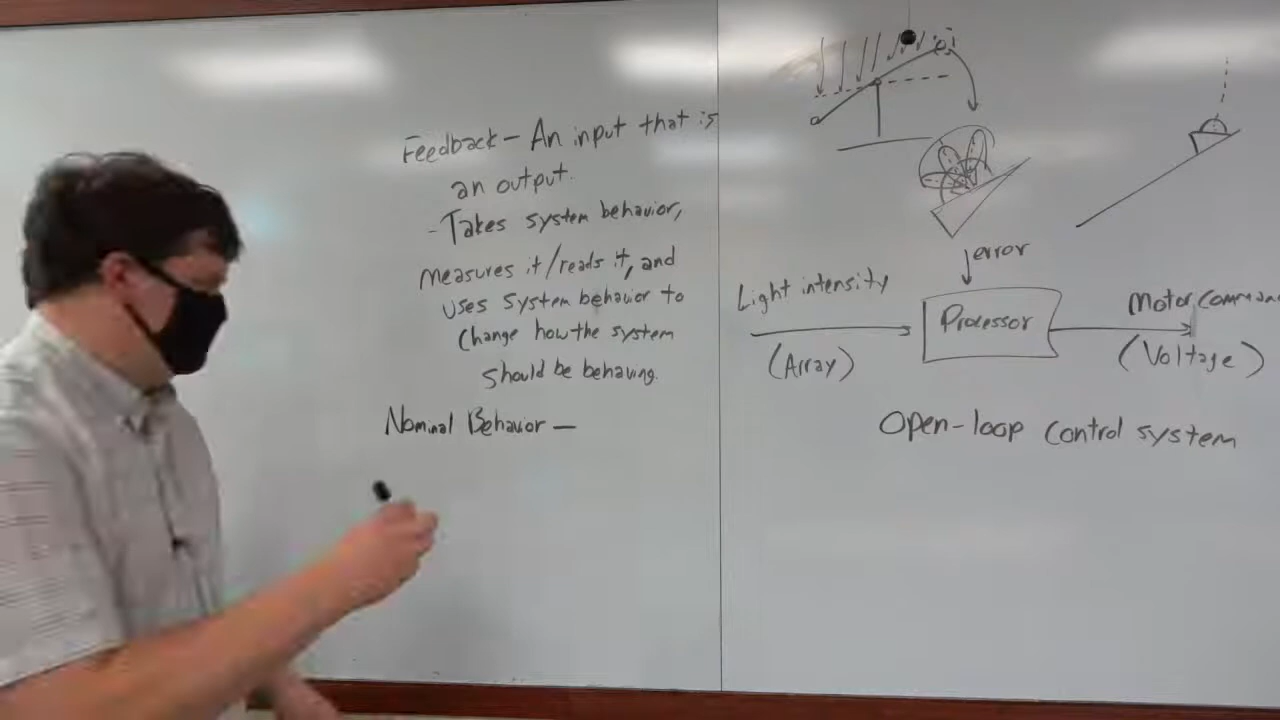 Feedback - An input that is
an output.
- Takes system behavior,
measures it/reads it, and
uses system behavior to
change how the system
should be behaving.
Nominal Behavior -
error
Light intensity
(Array)
Processor
Motor Comman
(Voltage)
Open-loop control system